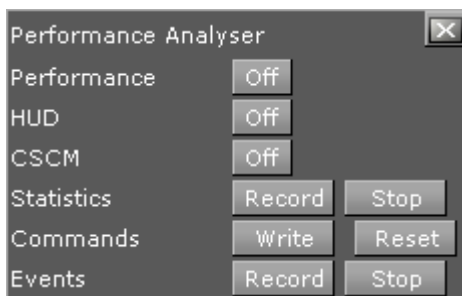 Performance Analyser
Performance Off
HUD Off
CSCM Off
Statistics Record Stop
Commands Write Reset
Events Record Stop